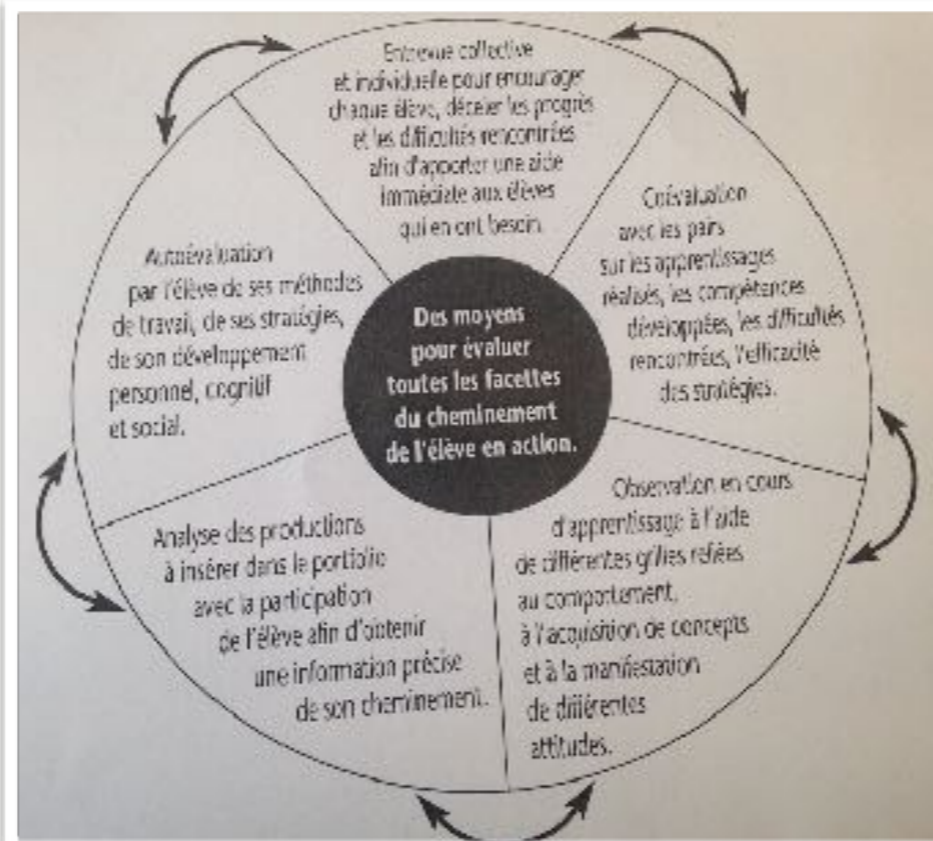 Entrevue collective
et individuelle pour encourager
chaque élève, déceler les progrès
et les difficultés rencontrées
afin d'apporter une aide
immédiate aux élèves
qui en ont besoin.
Coévaluation
avec les pairs
sur les apprentissages
réalisés, les compétences
développées, les difficultés
rencontrées, l'efficacité
des stratégies.
Observation en cours
d'apprentissage à l'aide
de différentes grilles reliées
au comportement,
à l'acquisition de concepts
et à la manifestation
de différentes
attitudes.
Analyse des productions
à insérer dans le portfolio
avec la participation
de l'élève afin d'obtenir
une information précise
de son cheminement.
Autoévaluation
par l'élève de ses méthodes
de travail, de ses stratégies,
de son développement
personnel, cognitif
et social.
Des moyens
pour évaluer
toutes les facettes
du cheminement
de l'élève en action.